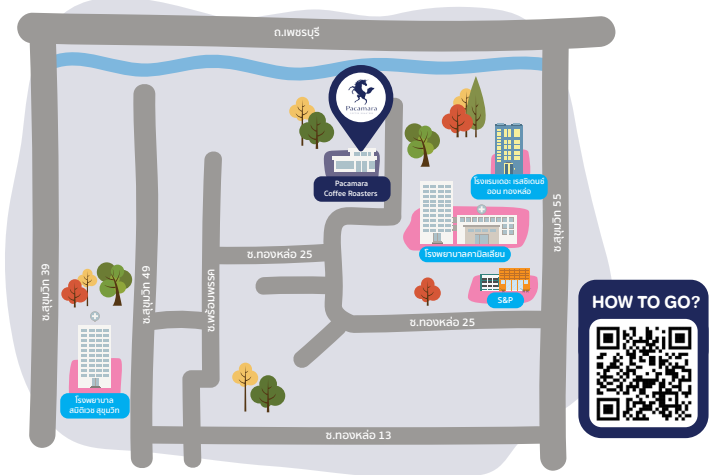 ถ.เพชรบุรี
Pacamara
Pacamara
Coffee Roasters
โรงแรมเดอะ เรสซิเดนซ์
ออน ทองหล่อ
ซ.สุขุมวิท 55
โรงพยาบาลคามิลเลียน
ซ.ทองหล่อ 25
ซ.สุขุมวิท 39
ซ.สุขุมวิท 49
ซ.พร้อมพรรค
S&P
HOW TO GO?
ซ.ทองหล่อ 25
โรงพยาบาล
สมิติเวช สุขุมวิท
ซ.ทองหล่อ 13